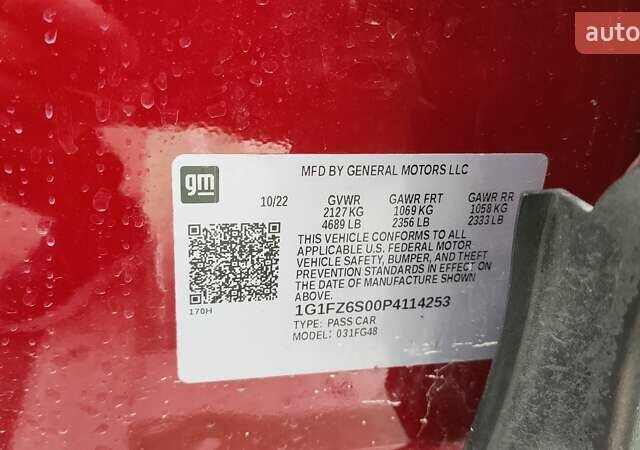 auto
gm
MFD BY GENERAL MOTORS LLC
10/22 GVWR GAWR FRT GAWR RR
2127 KG 1069 KG 1058 KG
4689 LB 2356 LB 2333 LB
THIS VEHICLE CONFORMS TO ALL
APPLICABLE U.S. FEDERAL MOTOR
VEHICLE SAFETY, BUMPER, AND THEFT
PREVENTION STANDARDS IN EFFECT ON
THE DATE OF MANUFACTURE SHOWN
ABOVE.
170H
1G1FZ6S00P4114253
TYPE: PASS CAR
MODEL: 031FG48